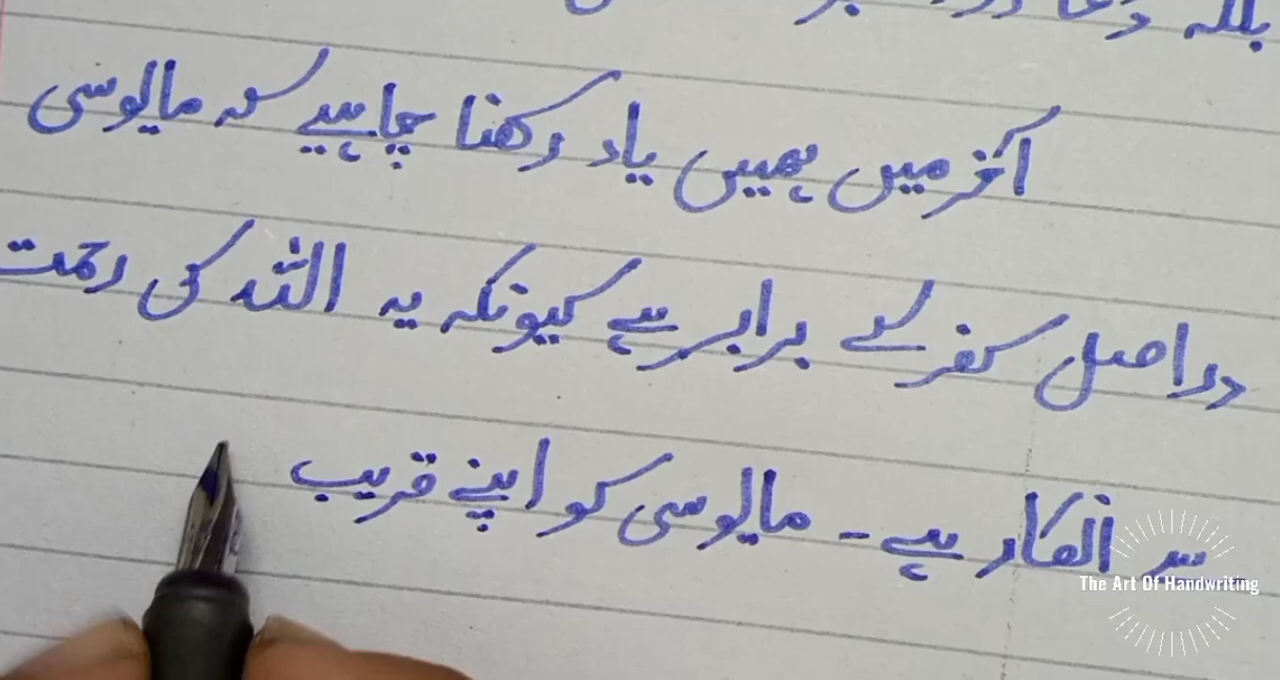 بلکہ
آخر میں ہمیں یاد رکھنا چاہیے کہ مایوسی
دراصل کفر کے برابر ہے کیونکہ یہ اللہ کی رحمت
سے انکار ہے۔ مایوسی کو اپنے قریب
The Art Of Handwriting